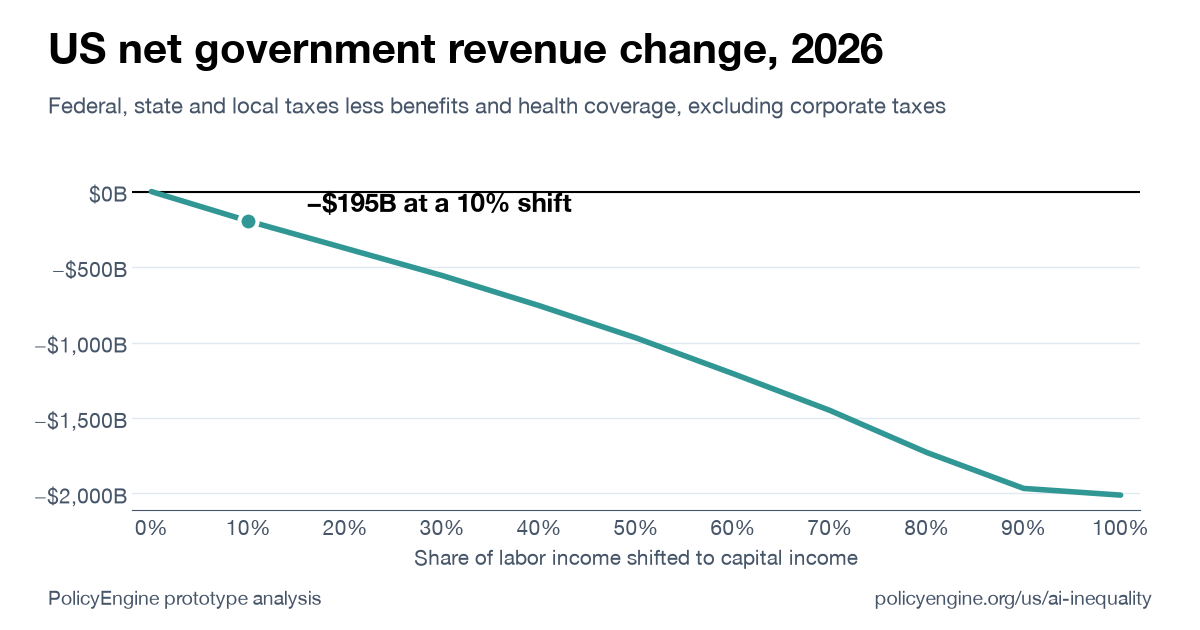 US net government revenue change, 2026
Federal, state and local taxes less benefits and health coverage, excluding corporate taxes
$0B
–$195B at a 10% shift
–$500B
–$1,000B
–$1,500B
–$2,000B
0% 10% 20% 30% 40% 50% 60% 70% 80% 90% 100%
Share of labor income shifted to capital income
PolicyEngine prototype analysis
policyengine.org/us/ai-inequality